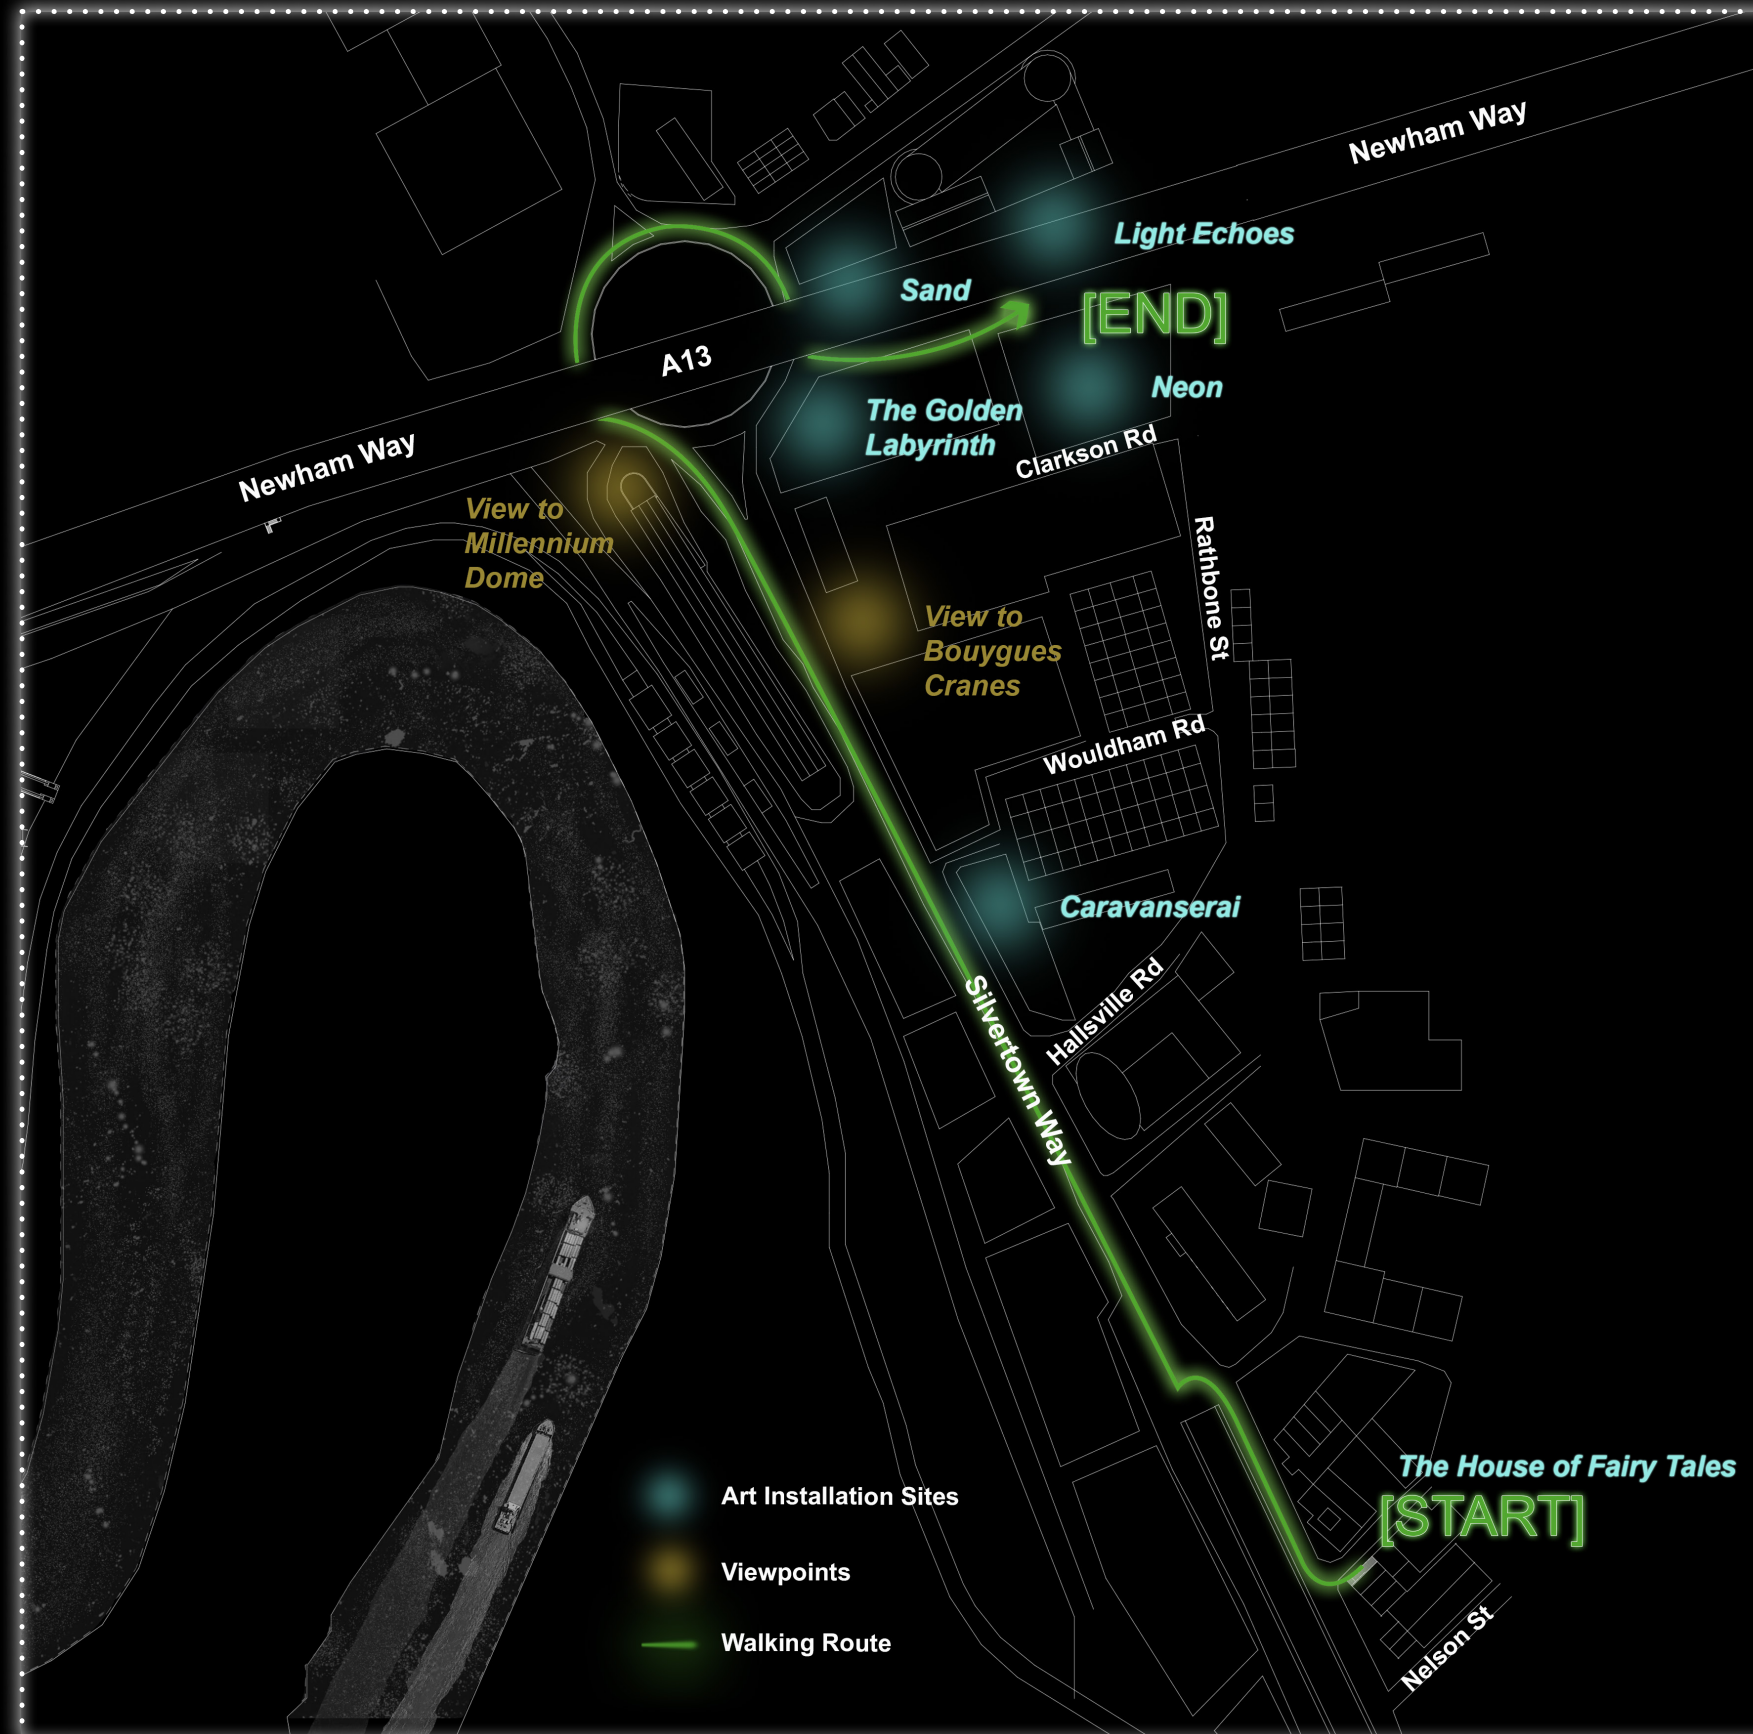 Newham Way
Light Echoes
Sand
[END]
A13
Neon
The Golden
Labyrinth
Clarkson Rd
Newham Way
View to
Millennium
Dome
Rathbone St
View to
Bouygues
Cranes
Wouldham Rd
Caravanserai
Hallsville Rd
Silvertown Way
The House of Fairy Tales
[START]
Art Installation Sites
Viewpoints
Walking Route
Nelson St